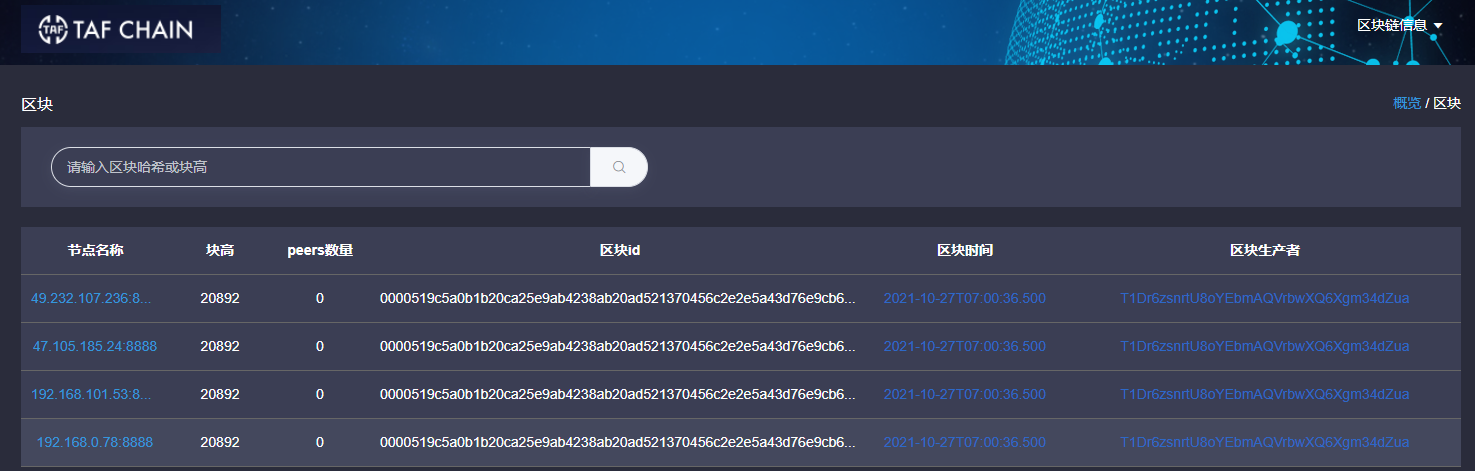 TAF TAF CHAIN
区块链信息
区块
概览 / 区块
请输入区块哈希或块高
节点名称 块高 peers数量 区块id 区块时间 区块生产者
49.232.107.236:8... 20892 0 0000519c5a0b1b20ca25e9ab4238ab20ad521370456c2e2e5a43d76e9cb6... 2021-10-27T07:00:36.500 T1Dr6zsnrtU8oYEbmAQVrbwXQ6Xgm34dZua
47.105.185.24:8888 20892 0 0000519c5a0b1b20ca25e9ab4238ab20ad521370456c2e2e5a43d76e9cb6... 2021-10-27T07:00:36.500 T1Dr6zsnrtU8oYEbmAQVrbwXQ6Xgm34dZua
192.168.101.53:8... 20892 0 0000519c5a0b1b20ca25e9ab4238ab20ad521370456c2e2e5a43d76e9cb6... 2021-10-27T07:00:36.500 T1Dr6zsnrtU8oYEbmAQVrbwXQ6Xgm34dZua
192.168.0.78:8888 20892 0 0000519c5a0b1b20ca25e9ab4238ab20ad521370456c2e2e5a43d76e9cb6... 2021-10-27T07:00:36.500 T1Dr6zsnrtU8oYEbmAQVrbwXQ6Xgm34dZua